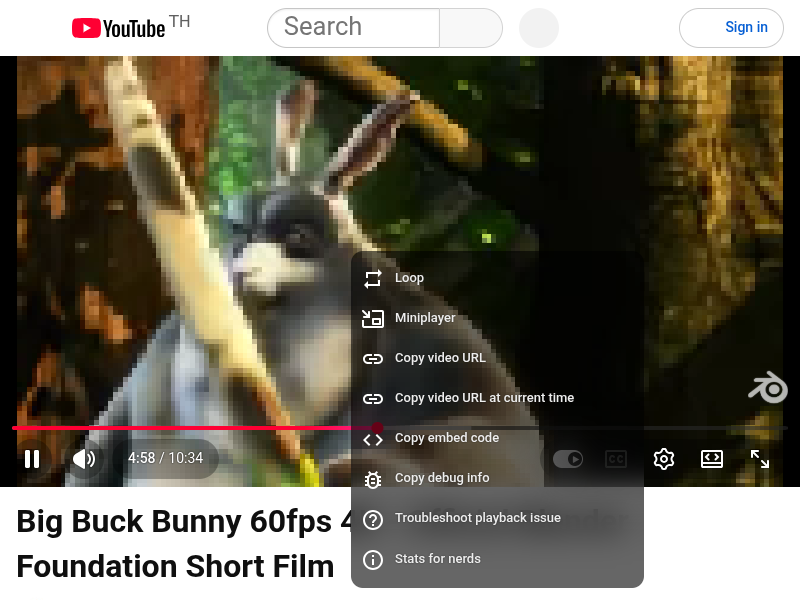 YouTube TH
Search
Sign in
Loop
Miniplayer
Copy video URL
Copy video URL at current time
Copy embed code
4:58 / 10:34
CC
Copy debug info
Big Buck Bunny 60fps
Troubleshoot playback issue
Foundation Short Film
Stats for nerds